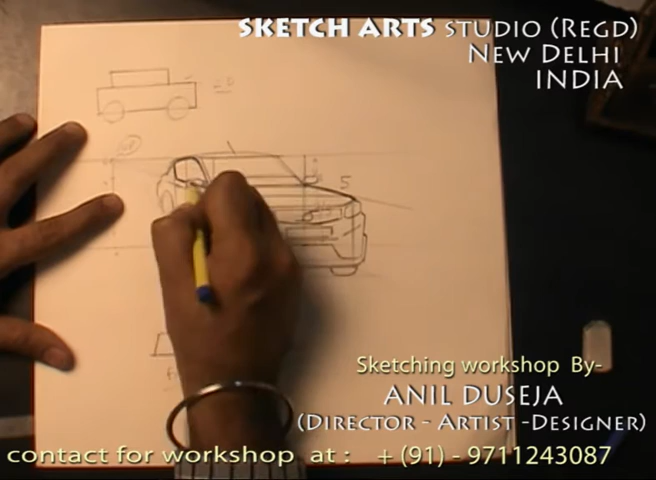 SKETCH ARTS STUDIO (REGD)
NEW DELHI
INDIA
5
Sketching workshop By-
ANIL DUSEJA
(DIRECTOR - ARTIST -DESIGNER)
contact for workshop at : + (91) - 9711243087